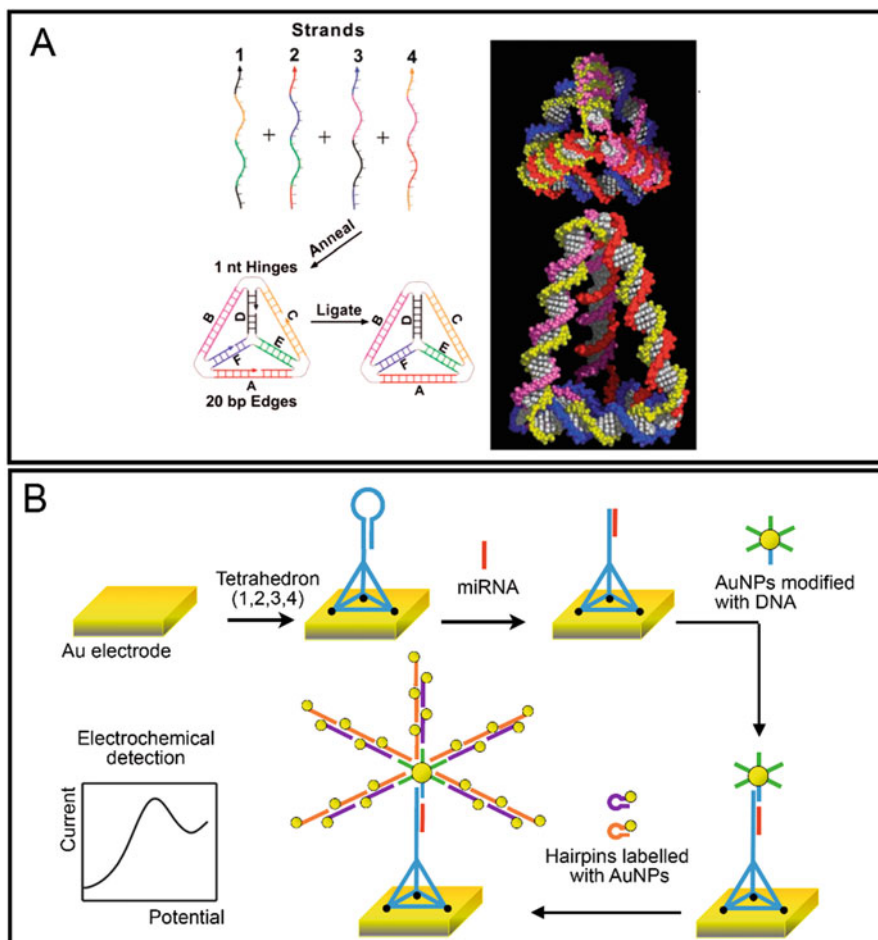 A
Strands
1 2 3 4
+ + +
Anneal
1 nt Hinges
B
D
C
F
E
A
20 bp Edges
Ligate
B
D
C
F
E
A
B
Au electrode
Tetrahedron
(1,2,3,4)
miRNA
AuNPs modified
with DNA
Electrochemical
detection
Current
Potential
Hairpins labelled
with AuNPs